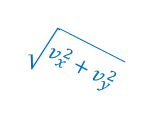 √(v_x^2 + v_y^2)